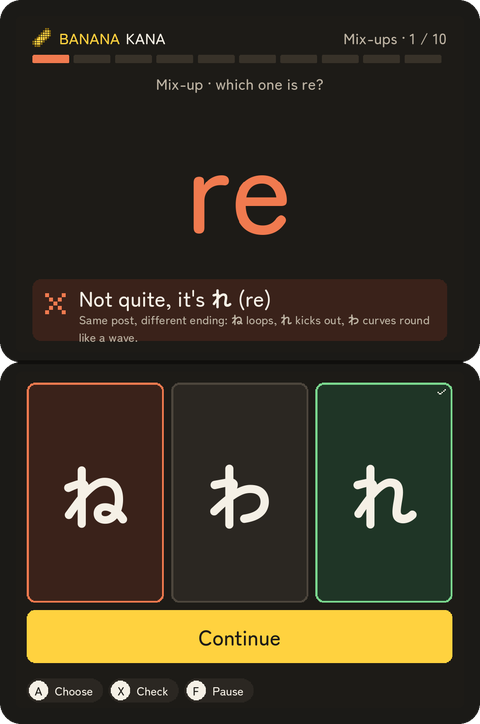 BANANA KANA
Mix-ups · 1 / 10
Mix-up · which one is re?
re
Not quite, it's れ (re)
Same post, different ending: ね loops, れ kicks out, わ curves round
like a wave.
ね わ れ
Continue
A Choose X Check F Pause